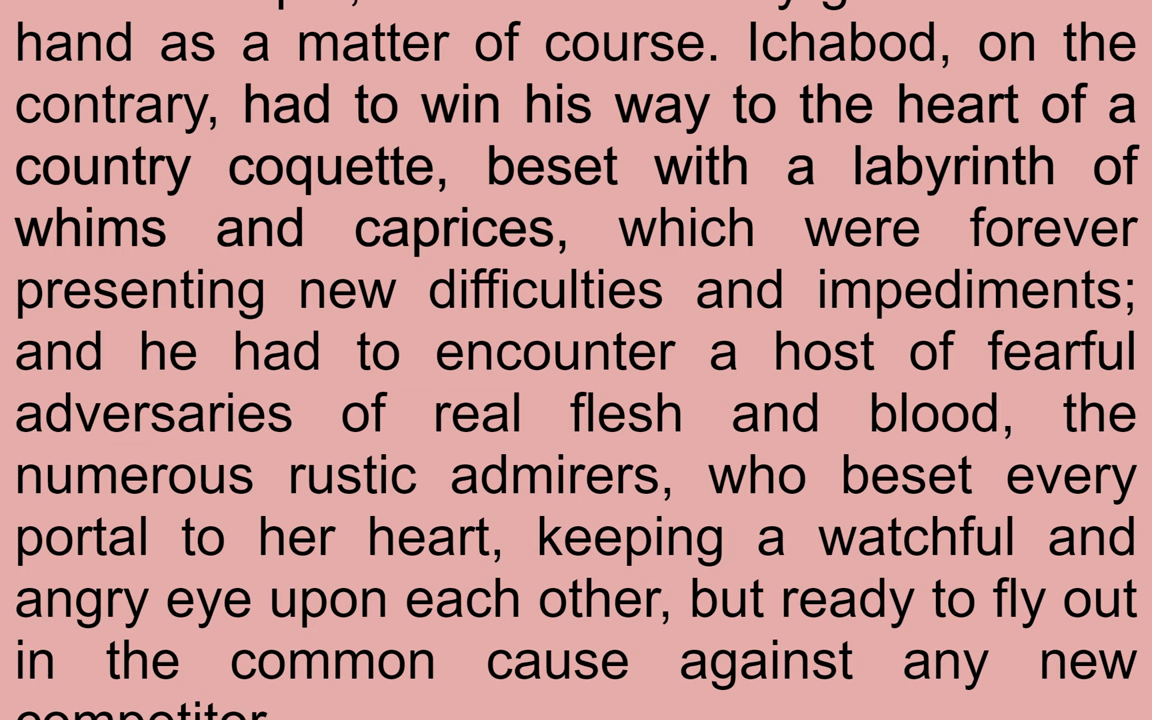 hand as a matter of course. Ichabod, on the
contrary, had to win his way to the heart of a
country coquette, beset with a labyrinth of
whims and caprices, which were forever
presenting new difficulties and impediments;
and he had to encounter a host of fearful
adversaries of real flesh and blood, the
numerous rustic admirers, who beset every
portal to her heart, keeping a watchful and
angry eye upon each other, but ready to fly out
in the common cause against any new
competitor.